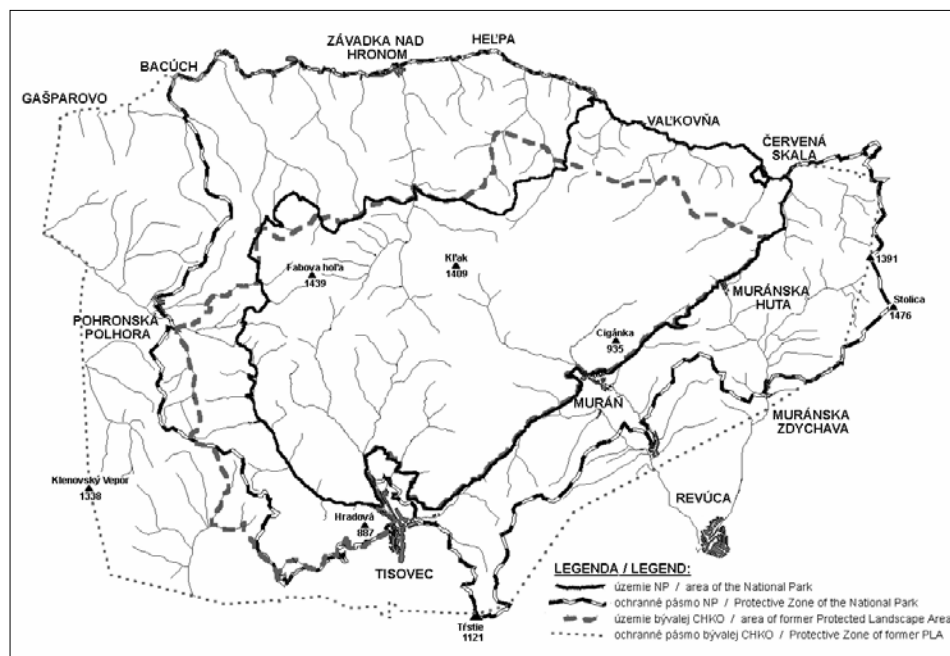 ZÁVADKA NAD
HRONOM
HEĽPA
BACÚCH
GAŠPAROVO
VAĽKOVŇA
ČERVENÁ
SKALA
Fabova hoľa
1439
Kľak
1409
1391
MURÁNSKA
HUTA
Stolica
1476
POHRONSKÁ
POLHORA
Cigánka
935
MURÁŇ
MURÁNSKA
ZDYCHAVA
Klenovský Vepor
1338
REVÚCA
Hradová
887
TISOVEC
Tŕstie
1121
LEGENDA / LEGEND:
územie NP / area of the National Park
ochranné pásmo NP / Protective Zone of the National Park
územie bývalej CHKO / area of former Protected Landscape Area
ochranné pásmo bývalej CHKO / Protective Zone of former PLA